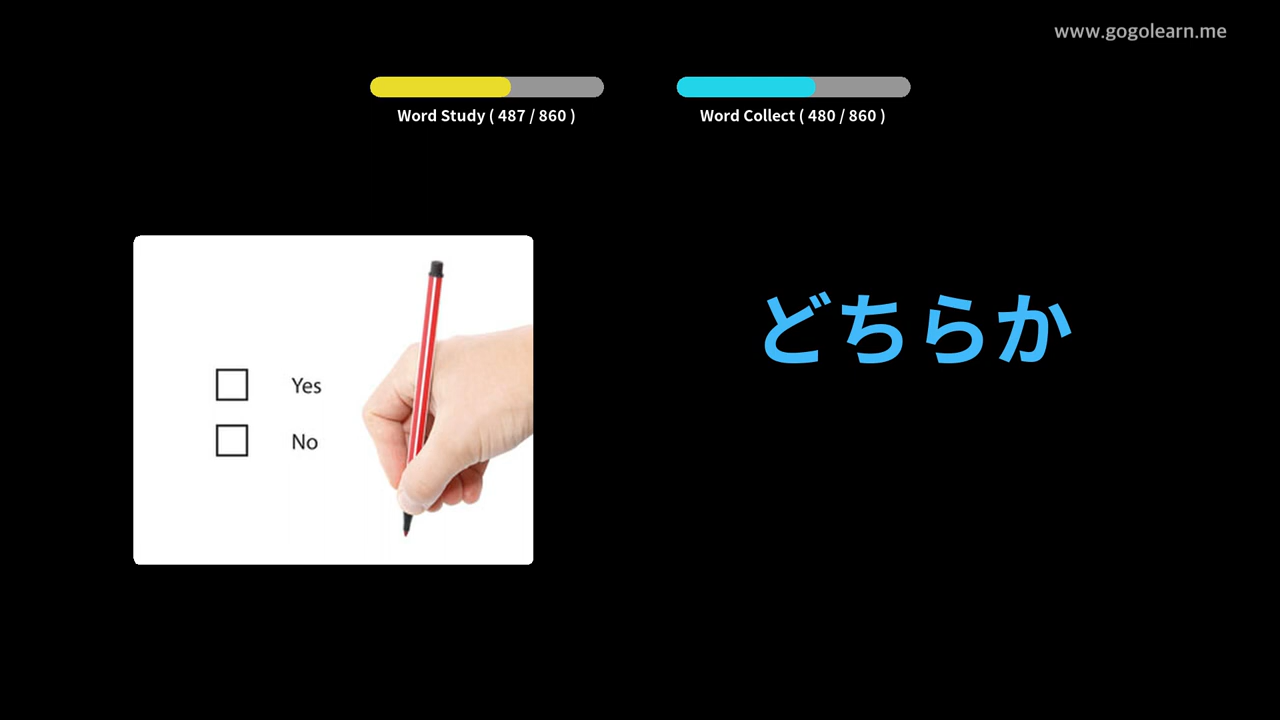 www.gogolearn.me
Word Study ( 487 / 860 )
Word Collect ( 480 / 860 )
Yes
No
どちらか